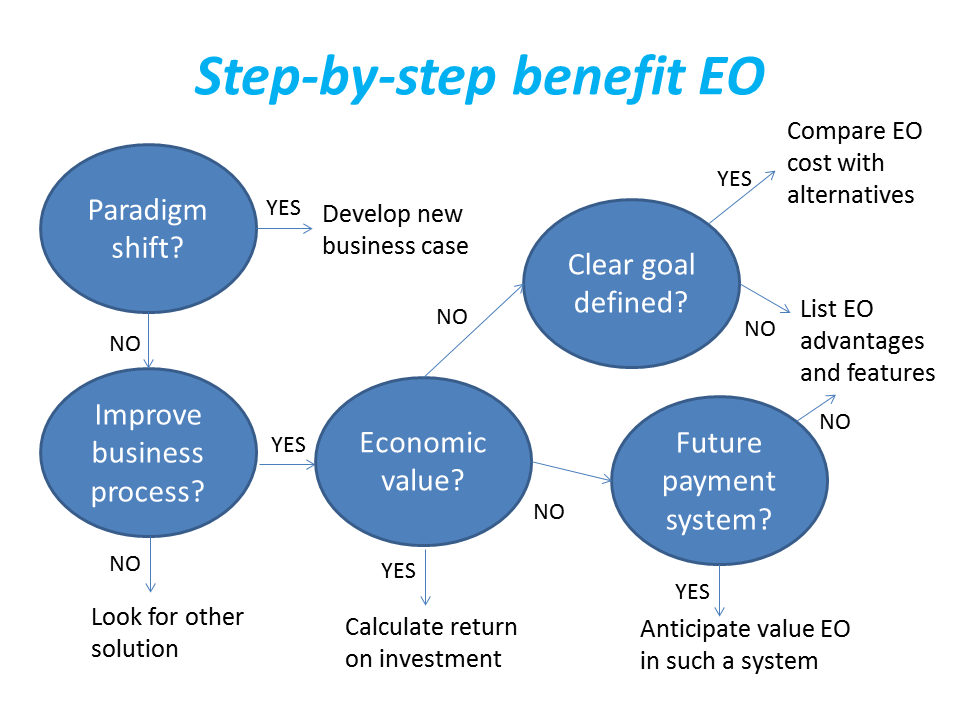 Step-by-step benefit EO
Paradigm
shift?
YES
Develop new
business case
NO
Improve
business
process?
YES
NO
Look for other
solution
Economic
value?
NO
NO
YES
Calculate return
on investment
Clear goal
defined?
YES
Compare EO
cost with
alternatives
NO
List EO
advantages
and features
Future
payment
system?
NO
YES
Anticipate value EO
in such a system